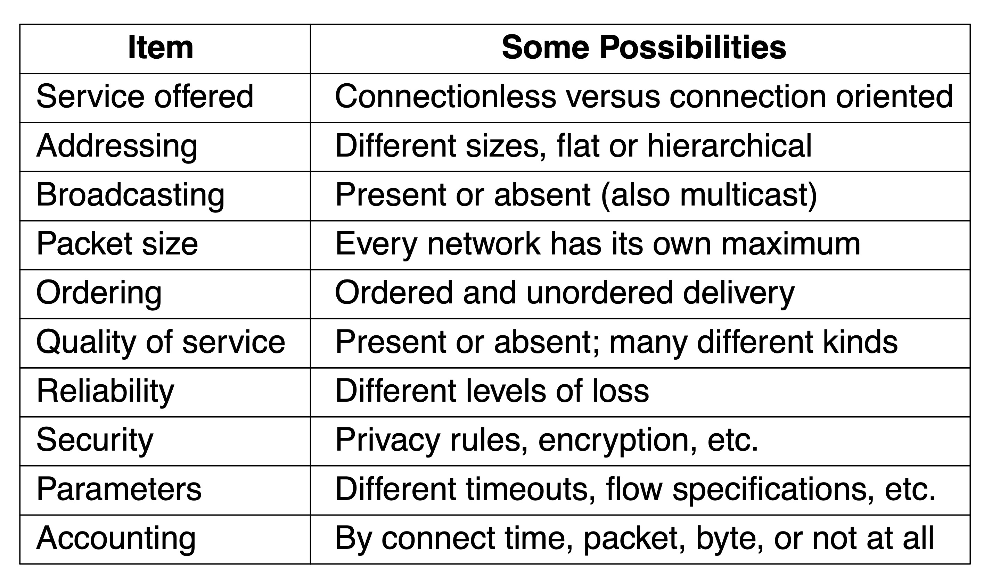 Item Some Possibilities
Service offered Connectionless versus connection oriented
Addressing Different sizes, flat or hierarchical
Broadcasting Present or absent (also multicast)
Packet size Every network has its own maximum
Ordering Ordered and unordered delivery
Quality of service Present or absent; many different kinds
Reliability Different levels of loss
Security Privacy rules, encryption, etc.
Parameters Different timeouts, flow specifications, etc.
Accounting By connect time, packet, byte, or not at all